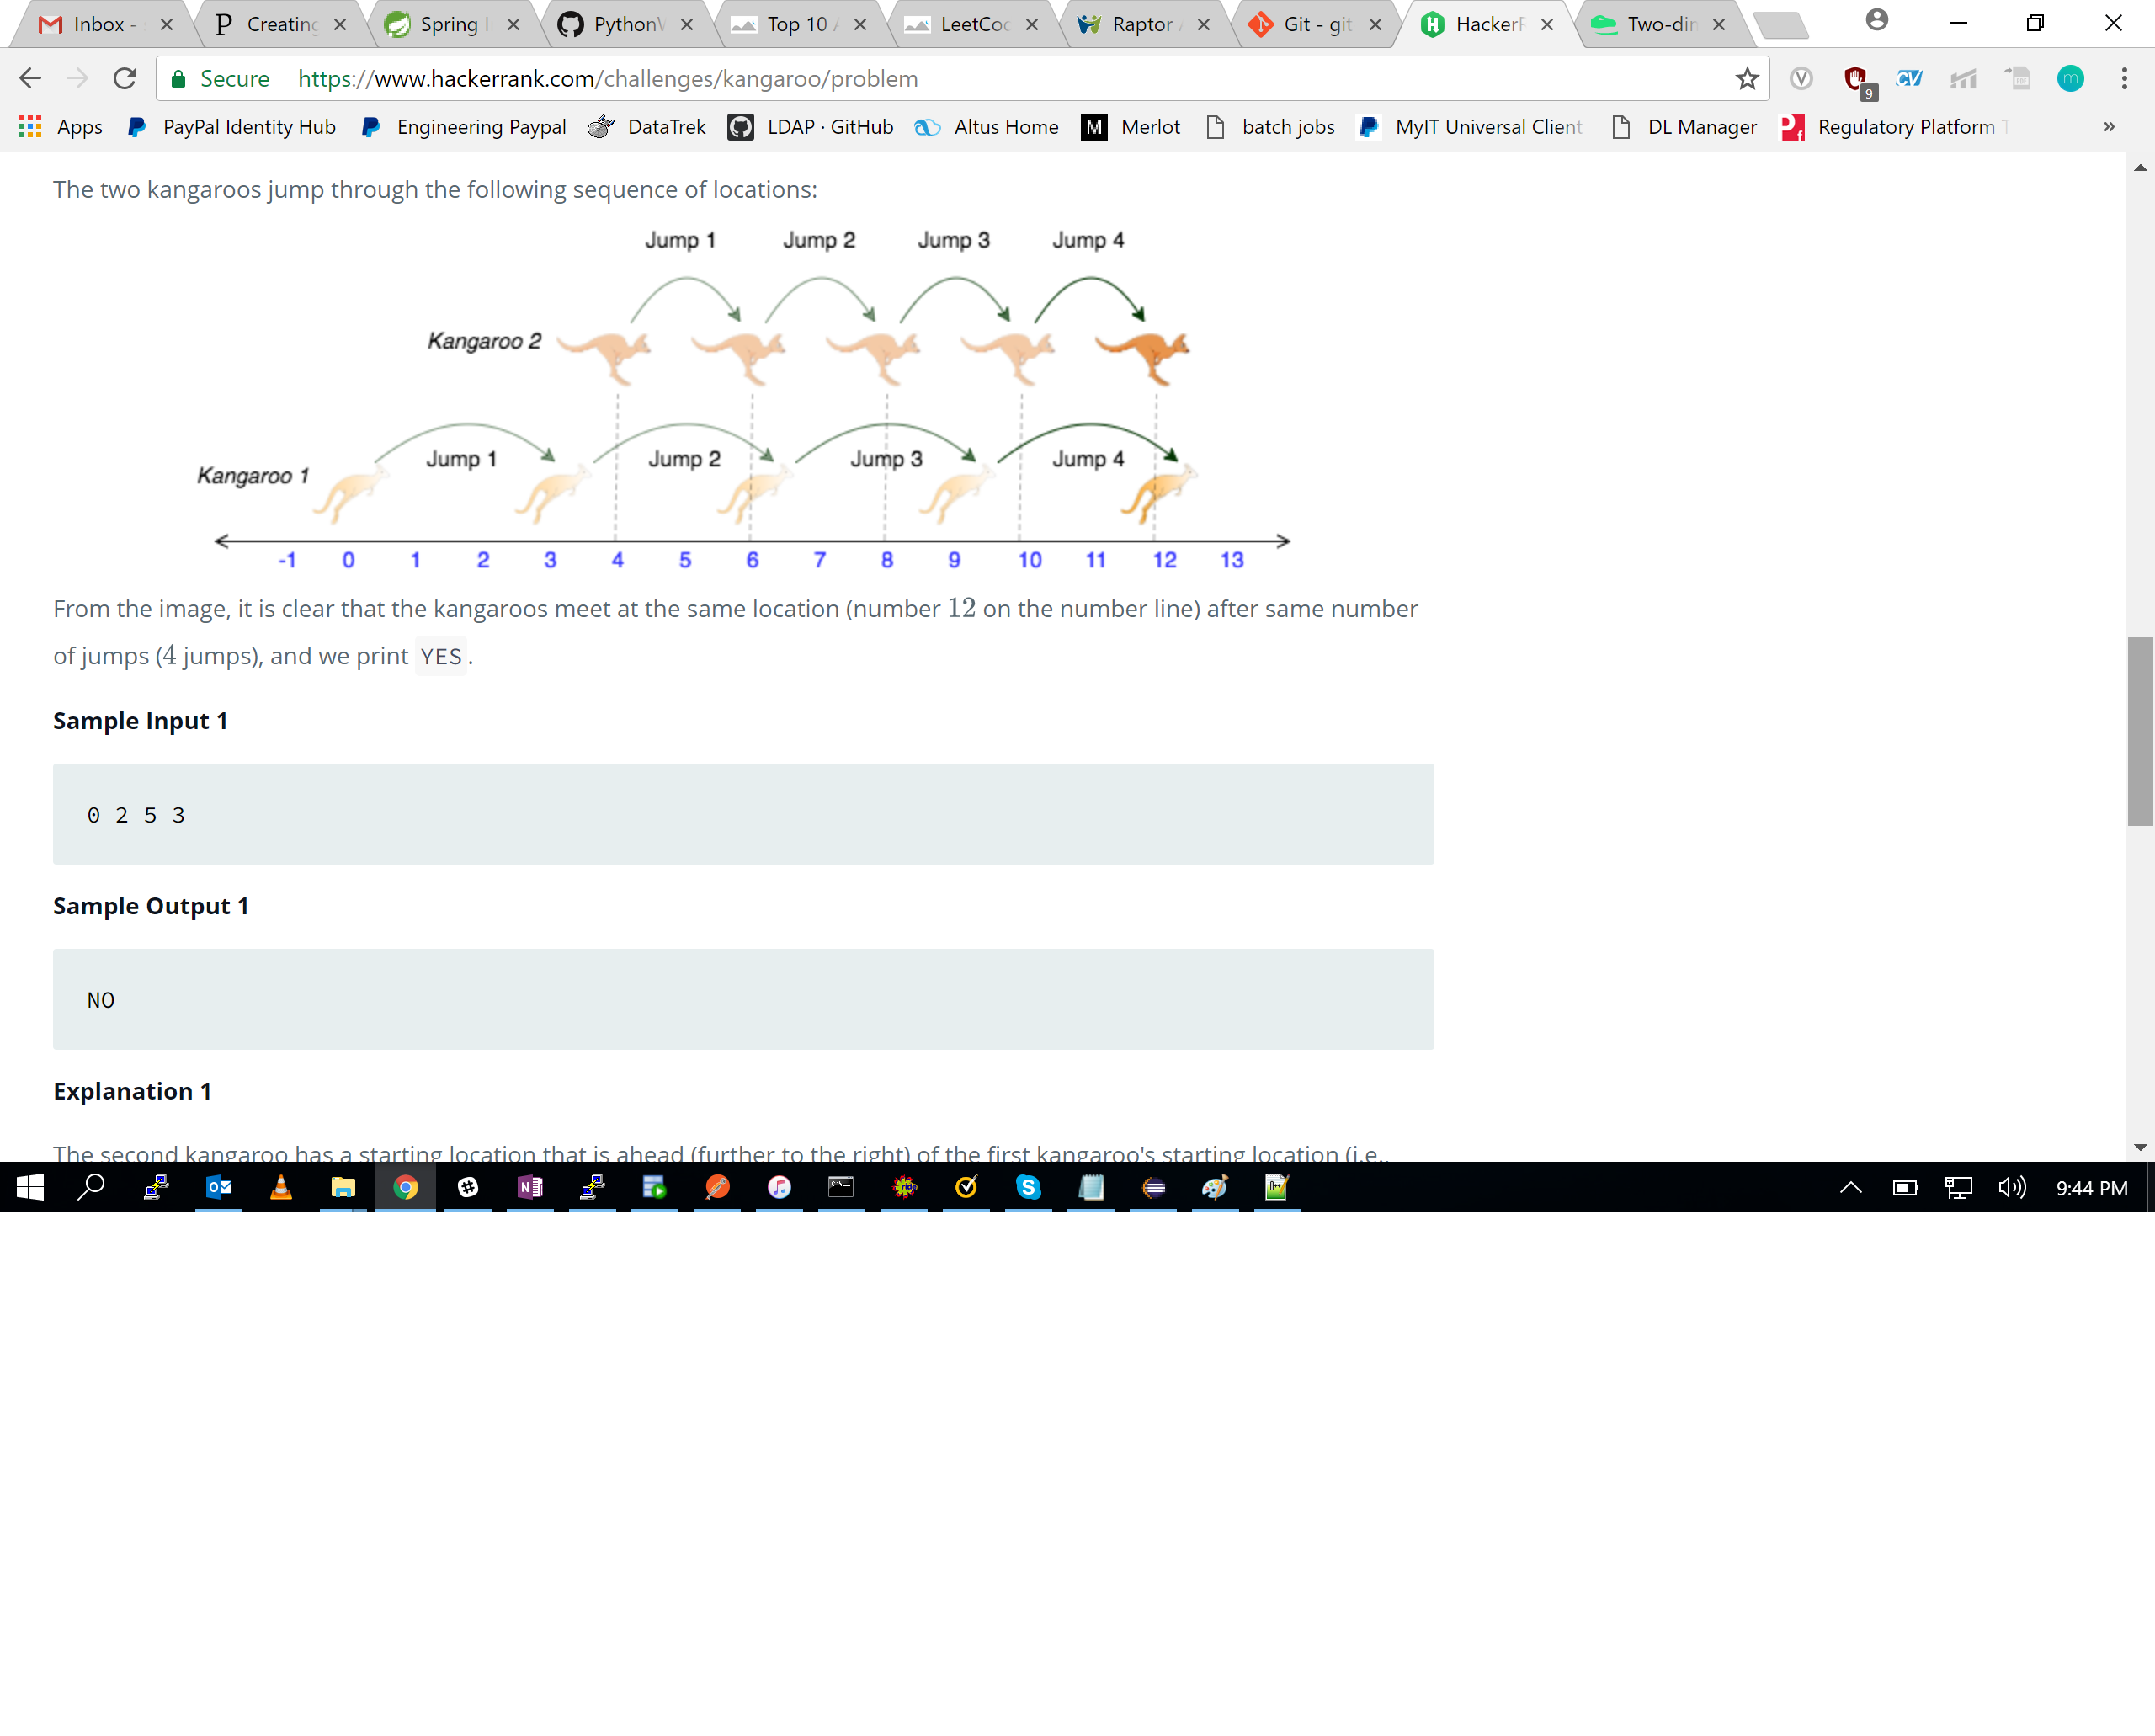 Inbox - Creating Spring I PythonV Top 10 LeetCoc Raptor Git - git HackerR Two-din
Secure https://www.hackerrank.com/challenges/kangaroo/problem
9 CV m
Apps PayPal Identity Hub Engineering Paypal DataTrek LDAP · GitHub Altus Home M Merlot batch jobs MyIT Universal Client DL Manager Regulatory Platform T »
The two kangaroos jump through the following sequence of locations:
Jump 1 Jump 2 Jump 3 Jump 4
Kangaroo 2
Jump 1 Jump 2 Jump 3 Jump 4
Kangaroo 1
-1 0 1 2 3 4 5 6 7 8 9 10 11 12 13
From the image, it is clear that the kangaroos meet at the same location (number 12 on the number line) after same number
of jumps (4 jumps), and we print YES .
Sample Input 1
0 2 5 3
Sample Output 1
NO
Explanation 1
The second kangaroo has a starting location that is ahead (further to the right) of the first kangaroo's starting location (i.e.,
9:44 PM